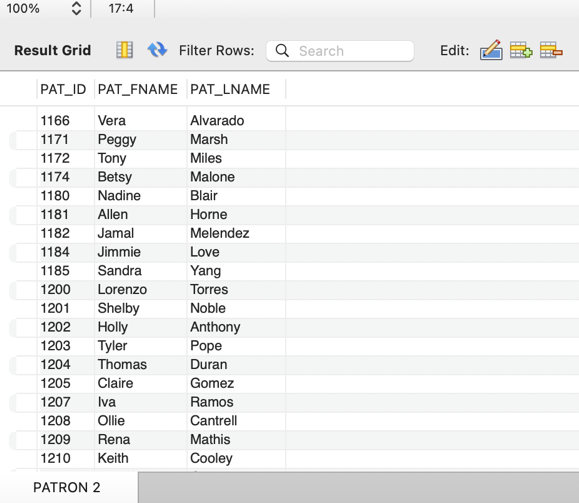 100% 17:4
Result Grid Filter Rows: Search Edit:
PAT_ID PAT_FNAME PAT_LNAME
1166 Vera Alvarado
1171 Peggy Marsh
1172 Tony Miles
1174 Betsy Malone
1180 Nadine Blair
1181 Allen Horne
1182 Jamal Melendez
1184 Jimmie Love
1185 Sandra Yang
1200 Lorenzo Torres
1201 Shelby Noble
1202 Holly Anthony
1203 Tyler Pope
1204 Thomas Duran
1205 Claire Gomez
1207 Iva Ramos
1208 Ollie Cantrell
1209 Rena Mathis
1210 Keith Cooley
PATRON 2